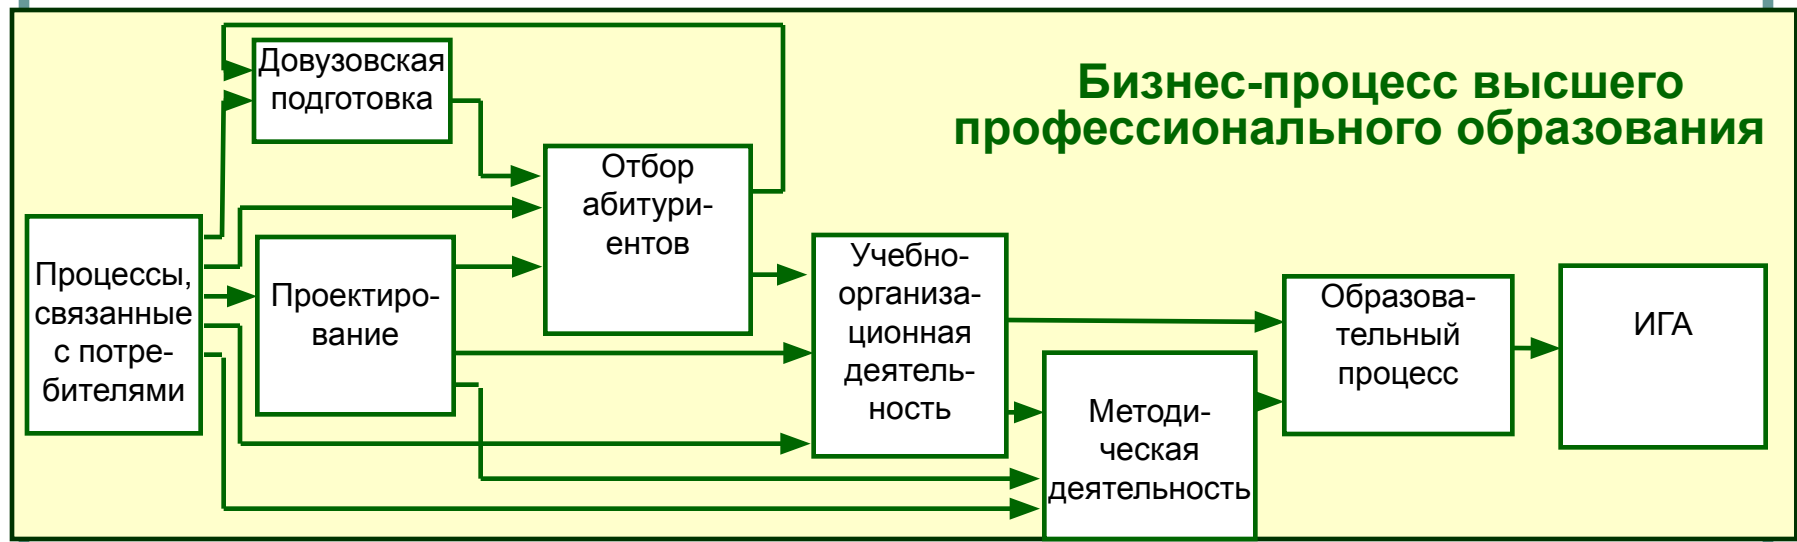 Бизнес-процесс высшего
профессионального образования
Довузовская
подготовка
Отбор
абитури-
ентов
Процессы,
связанные
с потре-
бителями
Проектиро-
вание
Учебно-
организа-
ционная
деятель-
ность
Методи-
ческая
деятельность
Образова-
тельный
процесс
ИГА